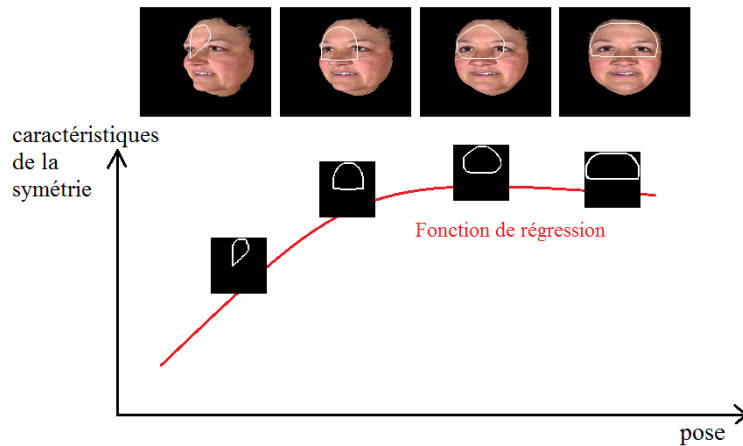 caractéristiques
de la
symétrie
Fonction de régression
pose